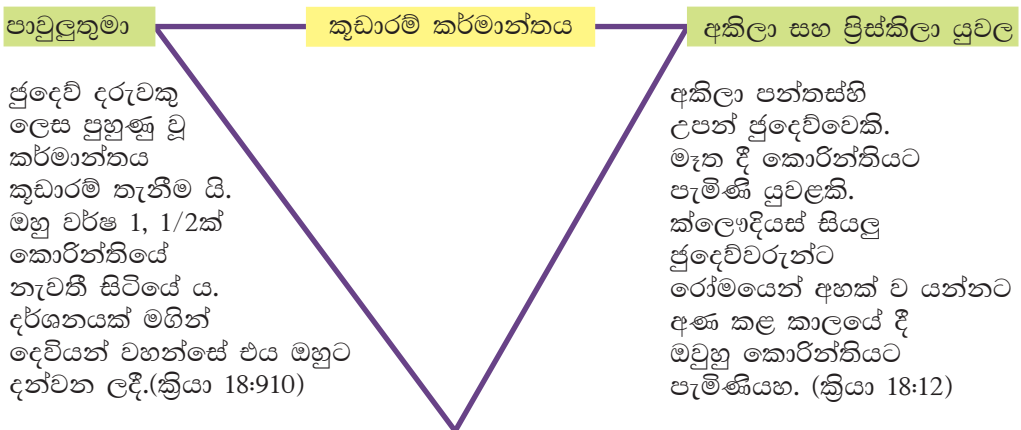 පාවුලුතුමා
කූඩාරම් කර්මාන්තය
අකිලා සහ ප්‍රිස්කිලා යුවල
ජුදෙව් දරුවකු
ලෙස පුහුණු වූ
කර්මාන්තය
කූඩාරම් තැනීම යි.
ඔහු වර්ෂ 1, 1/2ක්
කොරින්තියේ
නැවතී සිටියේ ය.
දර්ශනයක් මගින්
දෙවියන් වහන්සේ එය ඔහුට
දන්වන ලදී.(ක්‍රියා 18:910)
අකිලා පන්තස්හි
උපන් ජුදෙව්වෙකි.
මෑත දී කොරින්තියට
පැමිණි යුවළකි.
ක්ලෞදියස් සියලු
ජුදෙව්වරුන්ට
රෝමයෙන් අහක් ව යන්නට
අණ කළ කාලයේ දී
ඔවුහු කොරින්තියට
පැමිණියහ. (ක්‍රියා 18:12)